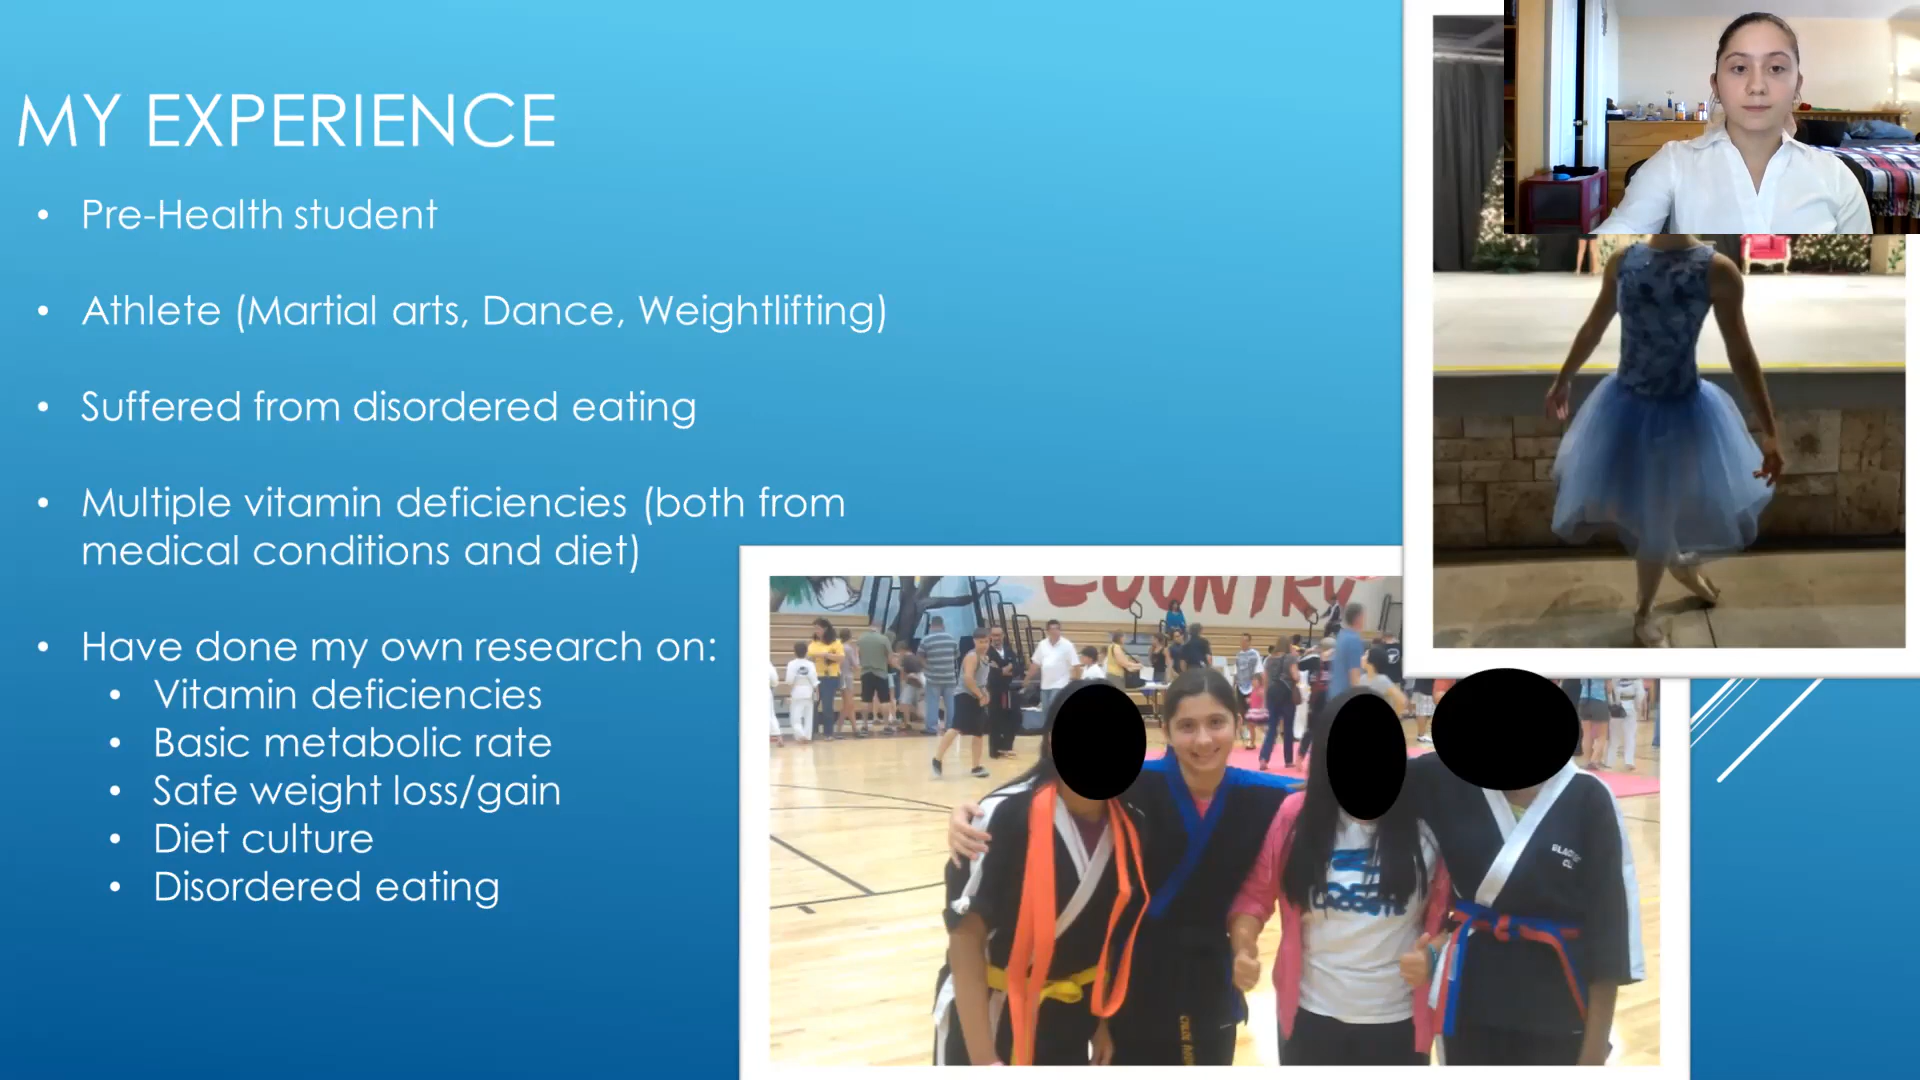 MY EXPERIENCE
• Pre-Health student
• Athlete (Martial arts, Dance, Weightlifting)
• Suffered from disordered eating
• Multiple vitamin deficiencies (both from
medical conditions and diet)
• Have done my own research on:
• Vitamin deficiencies
• Basic metabolic rate
• Safe weight loss/gain
• Diet culture
• Disordered eating
COUNTRY
LACOSTE